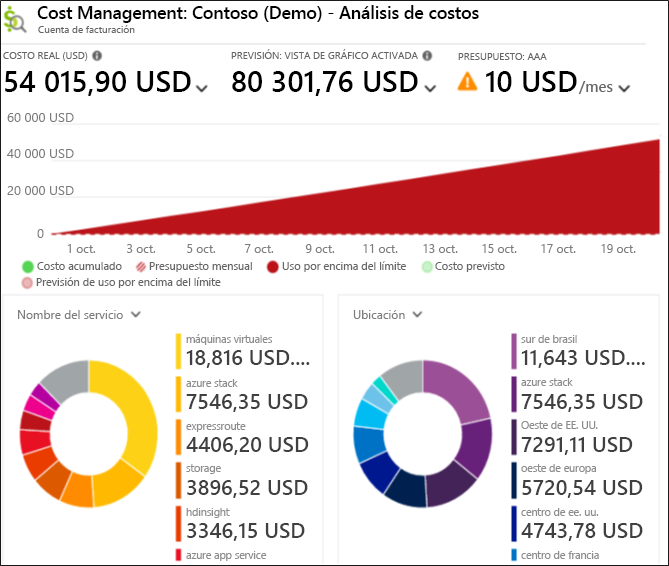 Cost Management: Contoso (Demo) - Análisis de costos
Cuenta de facturación
COSTO REAL (USD)
PREVISIÓN: VISTA DE GRÁFICO ACTIVADA
PRESUPUESTO: AAA
54 015,90 USD
80 301,76 USD
10 USD/mes
60 000 USD
40 000 USD
20 000 USD
0
1 oct. 3 oct. 5 oct. 7 oct. 9 oct. 11 oct. 13 oct. 15 oct. 17 oct. 19 oct.
Costo acumulado Presupuesto mensual Uso por encima del límite Costo previsto
Previsión de uso por encima del límite
Nombre del servicio
máquinas virtuales
18,816 USD....
azure stack
7546,35 USD
expressroute
4406,20 USD
storage
3896,52 USD
hdinsight
3346,15 USD
azure app service
Ubicación
sur de brasil
11,643 USD....
azure stack
7546,35 USD
Oeste de EE. UU.
7291,11 USD
oeste de europa
5720,54 USD
centro de ee. uu.
4743,78 USD
centro de francia